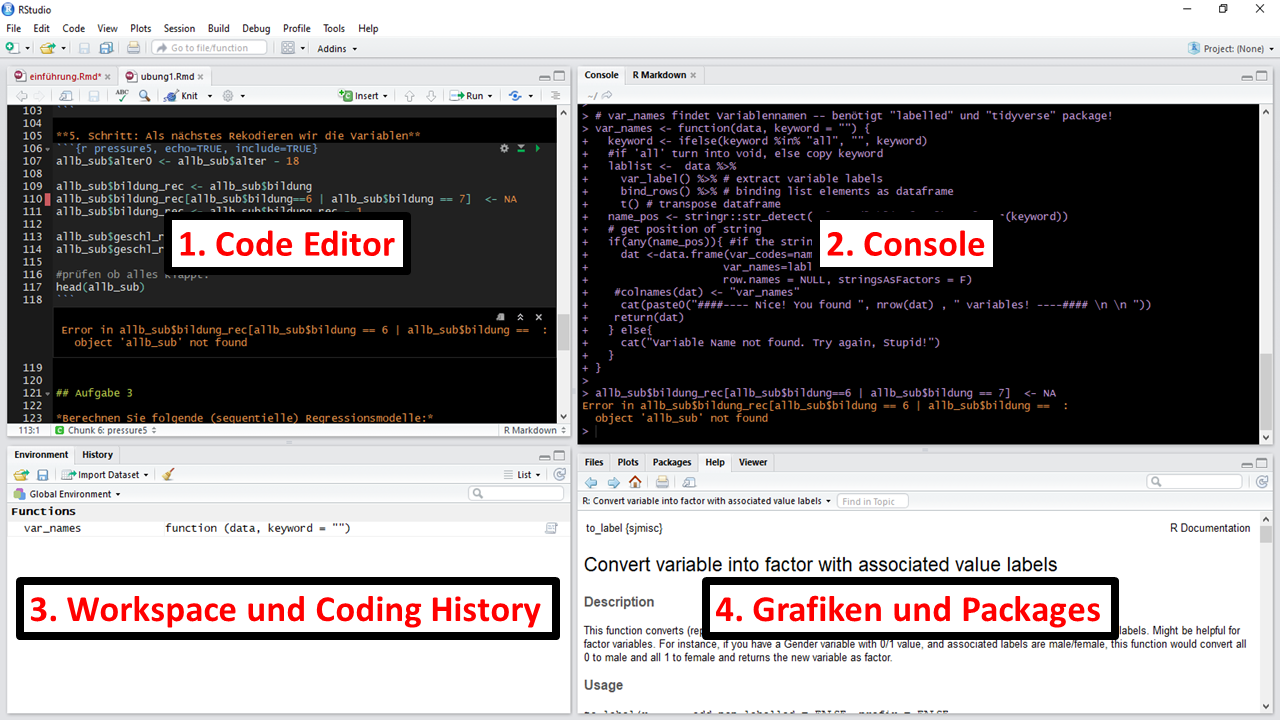 RStudio
File Edit Code View Plots Session Build Debug Profile Tools Help
Go to file/function Addins Project: (None)
einführung.Rmd* ubung1.Rmd
ABC Knit Insert Run
103 ```
104
105 **5. Schritt: Als nächstes Rekodieren wir die Variablen**
106 ```{r pressure5, echo=TRUE, include=TRUE}
107 allb_sub$alter0 <- allb_sub$alter - 18
108
109 allb_sub$bildung_rec <- allb_sub$bildung
110 allb_sub$bildung_rec[allb_sub$bildung==6 | allb_sub$bildung == 7] <- NA
111 allb_sub$bildung_rec <- allb_sub$bildung_rec - 1
112
113 allb_sub$geschl_
114 allb_sub$geschl_
115
116 #prüfen ob alles klappt.
117 head(allb_sub)
118 ```
1. Code Editor
Error in allb_sub$bildung_rec[allb_sub$bildung == 6 | allb_sub$bildung == :
object 'allb_sub' not found
119
120
121 ## Aufgabe 3
122
123 *Berechnen Sie folgende (sequentielle) Regressionsmodelle:*
113:1 Chunk 6: pressure5 R Markdown
Console R Markdown
~/
> # var_names findet Variablennamen -- benötigt "labelled" und "tidyverse" package!
> var_names <- function(data, keyword = "") {
+ keyword <- ifelse(keyword %in% "all", "", keyword)
+ #if 'all' turn into void, else copy keyword
+ lablist <- data %>%
+ var_label() %>% # extract variable labels
+ bind_rows() %>% # binding list elements as dataframe
+ t() # transpose dataframe
+ name_pos <- stringr::str_detect( (keyword))
+ # get position of string
+ if(any(name_pos)){ #if the strin
+ dat <-data.frame(var_codes=nam
+ var_names=labl
+ row.names = NULL, stringsAsFactors = F)
+ #colnames(dat) <- "var_names"
+ cat(paste0("####---- Nice! You found ", nrow(dat) , " variables! ----#### \n \n "))
+ return(dat)
+ } else{
+ cat("Variable Name not found. Try again, Stupid!")
+ }
+ }
>
> allb_sub$bildung_rec[allb_sub$bildung==6 | allb_sub$bildung == 7] <- NA
Error in allb_sub$bildung_rec[allb_sub$bildung == 6 | allb_sub$bildung == :
object 'allb_sub' not found
>
2. Console
Environment History
Import Dataset List
Global Environment
Functions
var_names function (data, keyword = "")
3. Workspace und Coding History
Files Plots Packages Help Viewer
R: Convert variable into factor with associated value labels Find in Topic
to_label {sjmisc} R Documentation
Convert variable into factor with associated value labels
Description
4. Grafiken und Packages
This function converts labels. Might be helpful for
factor variables. For instance, if you have a Gender variable with 0/1 value, and associated labels are male/female, this function would convert all
0 to male and all 1 to female and returns the new variable as factor.
Usage